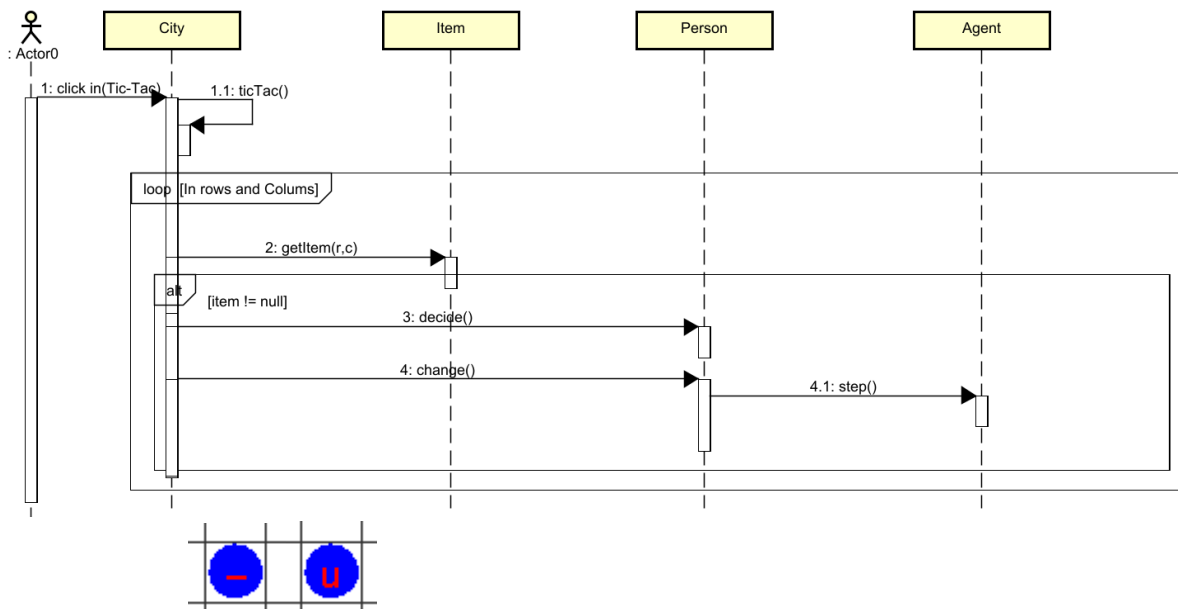 City
Item
Person
Agent
: Actor0
1: click in(Tic-Tac)
1.1: ticTac()
loop [In rows and Colums]
2: getItem(r,c)
alt
[item != null]
3: decide()
4: change()
4.1: step()
_ u